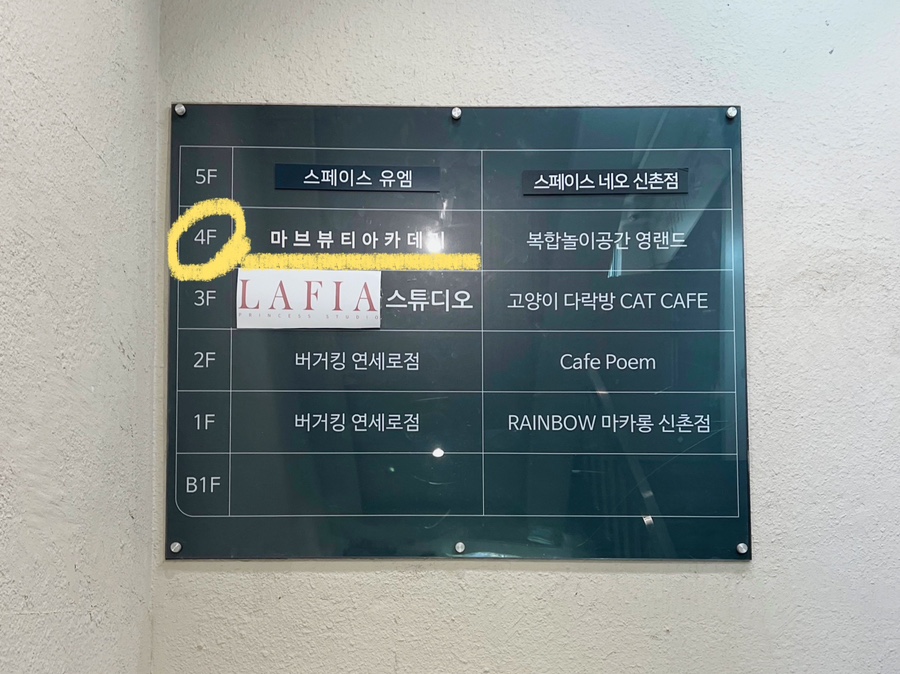 5F 스페이스 유엠 스페이스 네오 신촌점
4F 마브뷰티아카데미 복합놀이공간 영랜드
3F LAFIA 스튜디오 고양이 다락방 CAT CAFE
PRINCESS STUDIO
2F 버거킹 연세로점 Cafe Poem
1F 버거킹 연세로점 RAINBOW 마카롱 신촌점
B1F